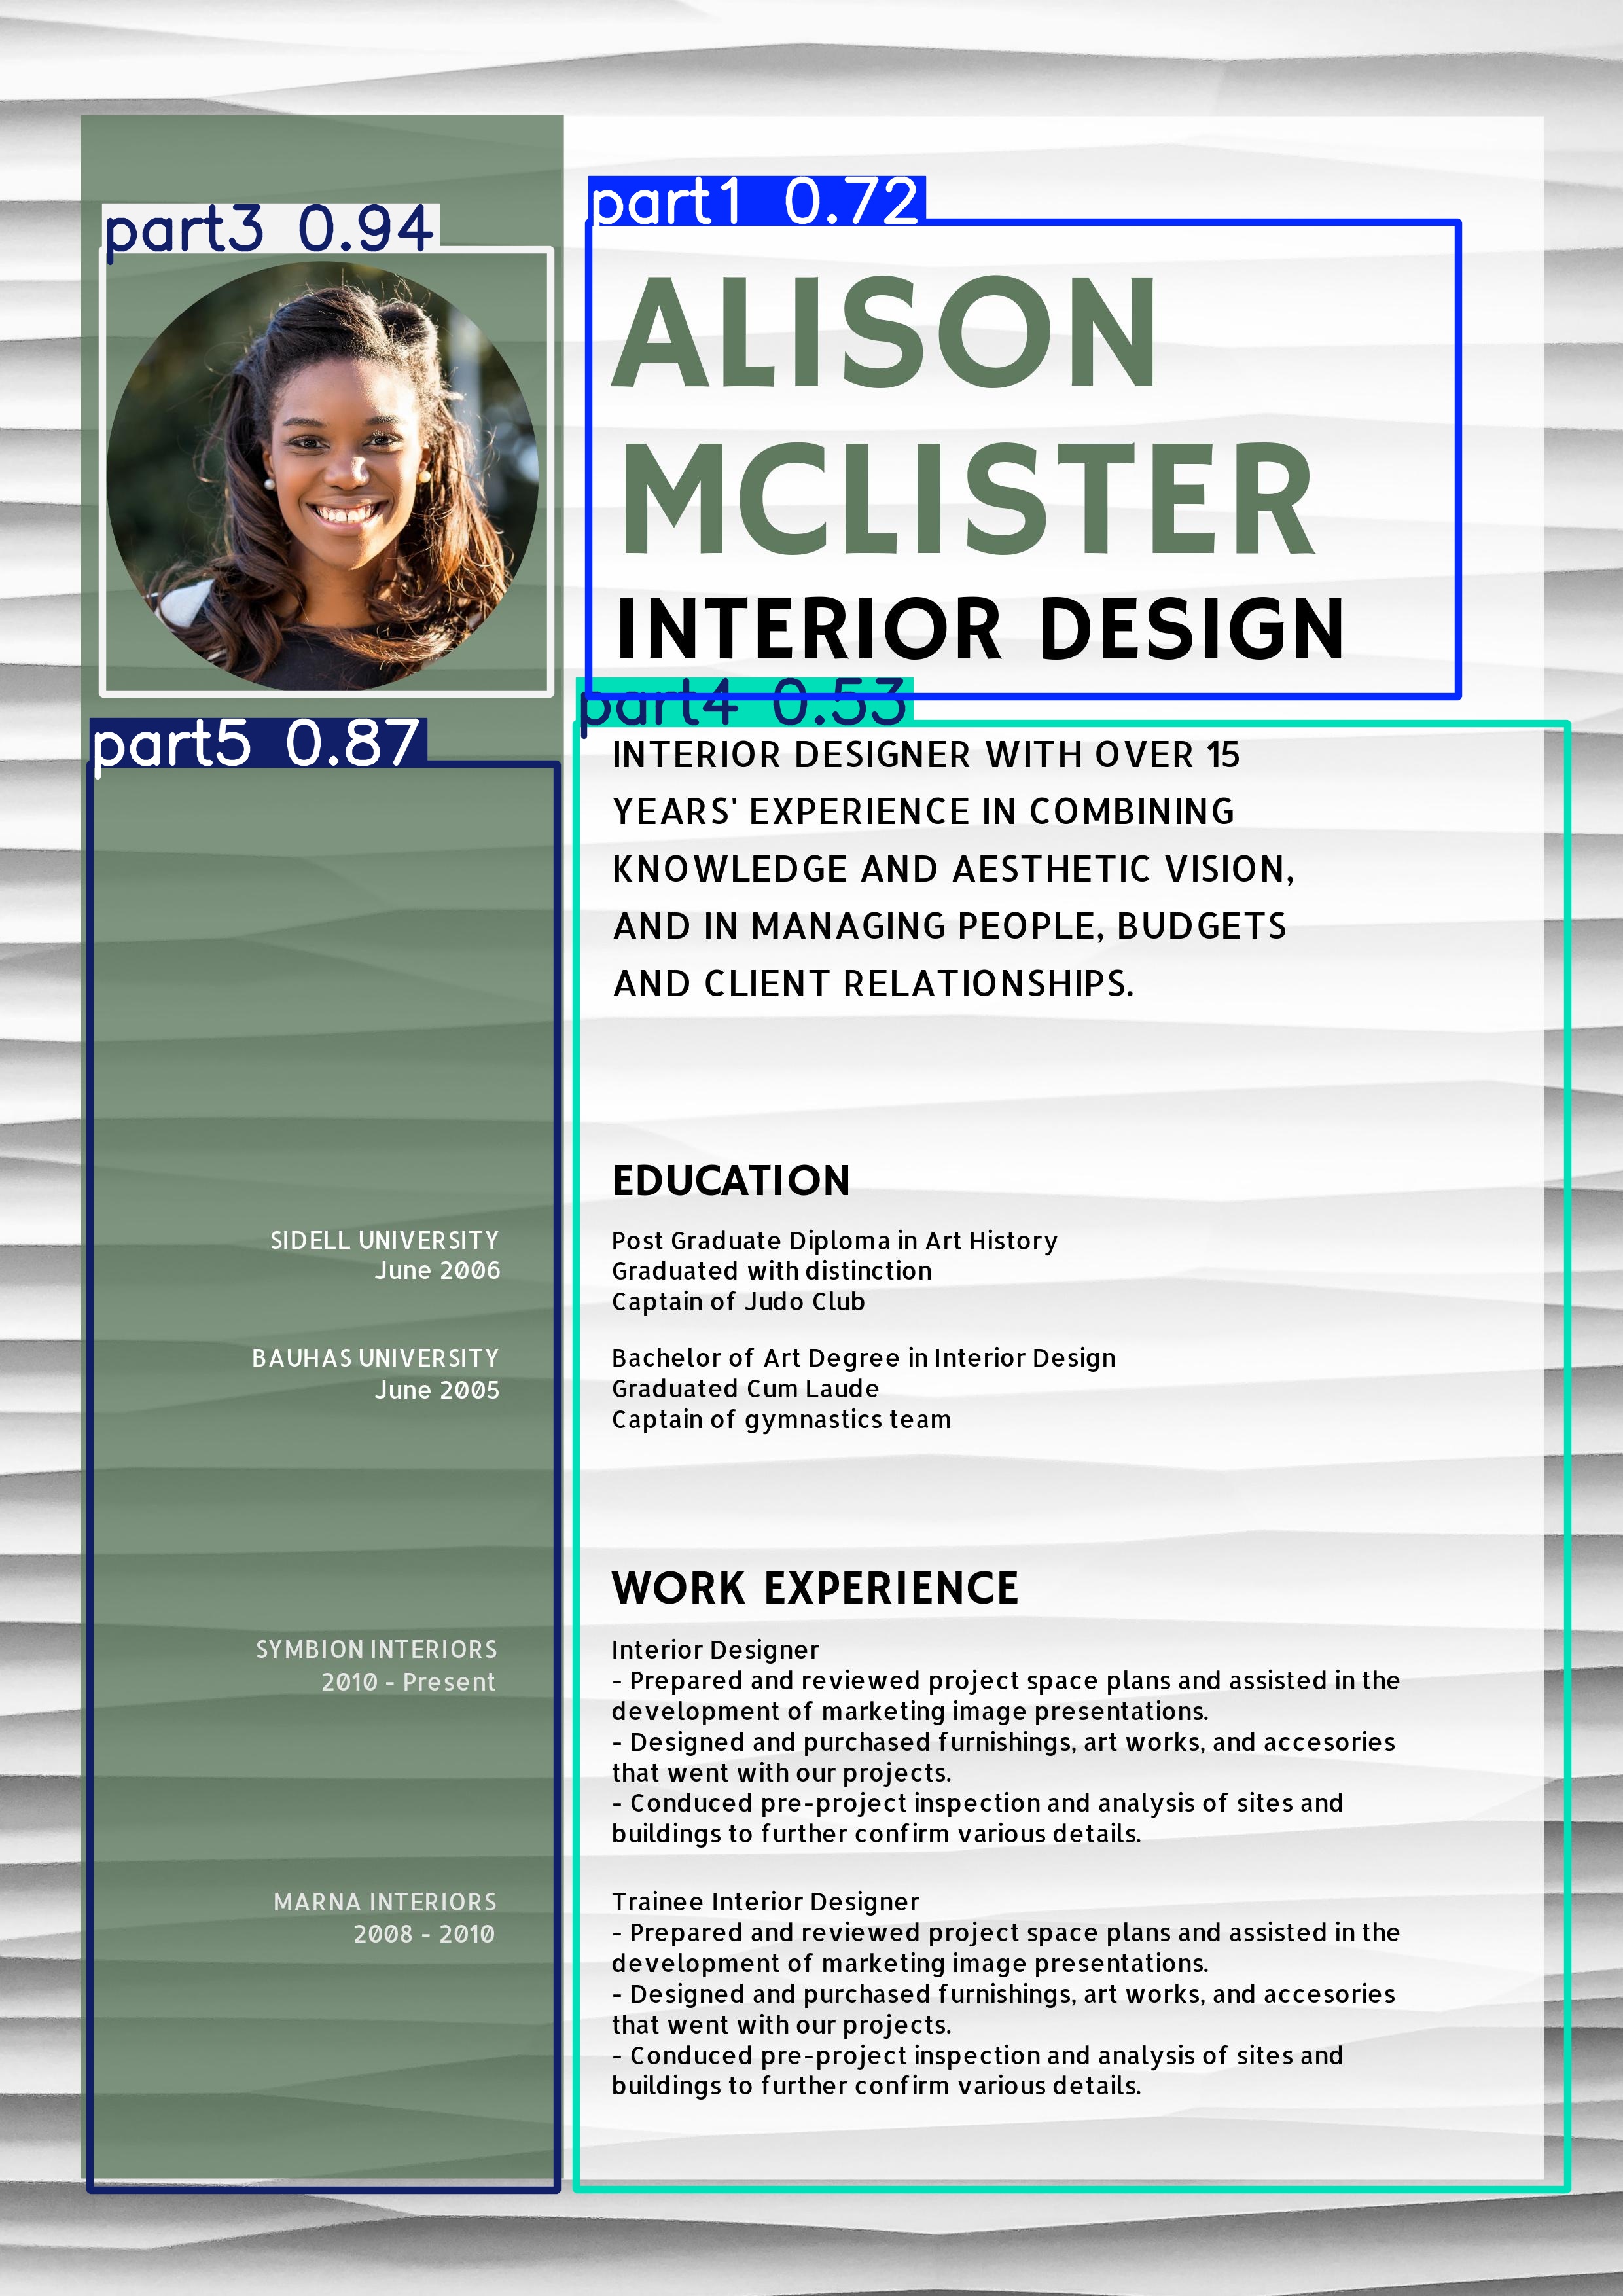 part3 0.94
part1 0.72
ALISON
MCLISTER
INTERIOR DESIGN
part4 0.53
part5 0.87
INTERIOR DESIGNER WITH OVER 15
YEARS' EXPERIENCE IN COMBINING
KNOWLEDGE AND AESTHETIC VISION,
AND IN MANAGING PEOPLE, BUDGETS
AND CLIENT RELATIONSHIPS.
EDUCATION
SIDELL UNIVERSITY
June 2006
Post Graduate Diploma in Art History
Graduated with distinction
Captain of Judo Club
BAUHAS UNIVERSITY
June 2005
Bachelor of Art Degree in Interior Design
Graduated Cum Laude
Captain of gymnastics team
WORK EXPERIENCE
SYMBION INTERIORS
2010 - Present
Interior Designer
- Prepared and reviewed project space plans and assisted in the
development of marketing image presentations.
- Designed and purchased furnishings, art works, and accesories
that went with our projects.
- Conduced pre-project inspection and analysis of sites and
buildings to further confirm various details.
MARNA INTERIORS
2008 - 2010
Trainee Interior Designer
- Prepared and reviewed project space plans and assisted in the
development of marketing image presentations.
- Designed and purchased furnishings, art works, and accesories
that went with our projects.
- Conduced pre-project inspection and analysis of sites and
buildings to further confirm various details.